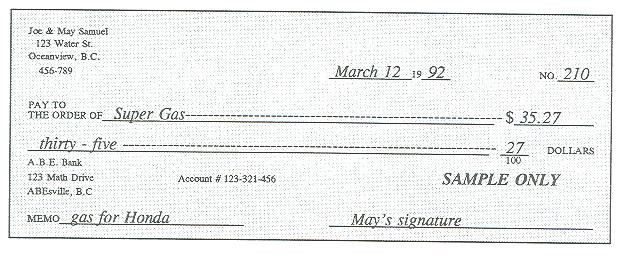 Joe & May Samuel
123 Water St.
Oceanview, B.C.
456-789
March 12 19 92
NO. 210
PAY TO
THE ORDER OF Super Gas $ 35.27
thirty - five 27/100 DOLLARS
A.B.E. Bank
123 Math Drive
ABEsville, B.C
Account # 123-321-456
SAMPLE ONLY
MEMO gas for Honda
May's signature